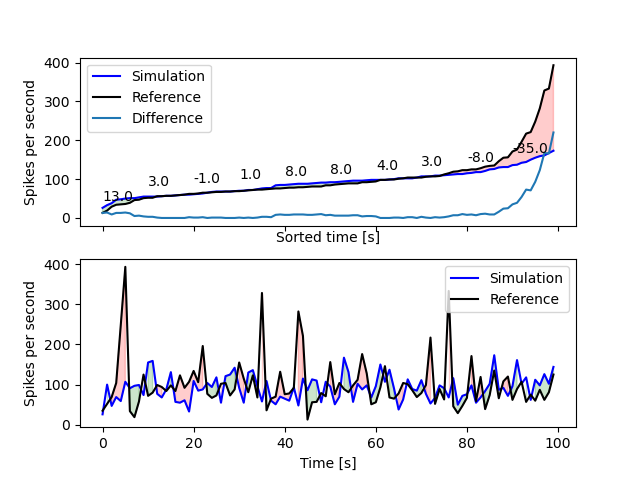 400
300
200
100
0
Spikes per second
Simulation
Reference
Difference
13.0 3.0 -1.0 1.0 8.0 8.0 4.0 3.0 -8.0 -35.0
Sorted time [s]
400
300
200
100
0
Spikes per second
Simulation
Reference
0 20 40 60 80 100
Time [s]